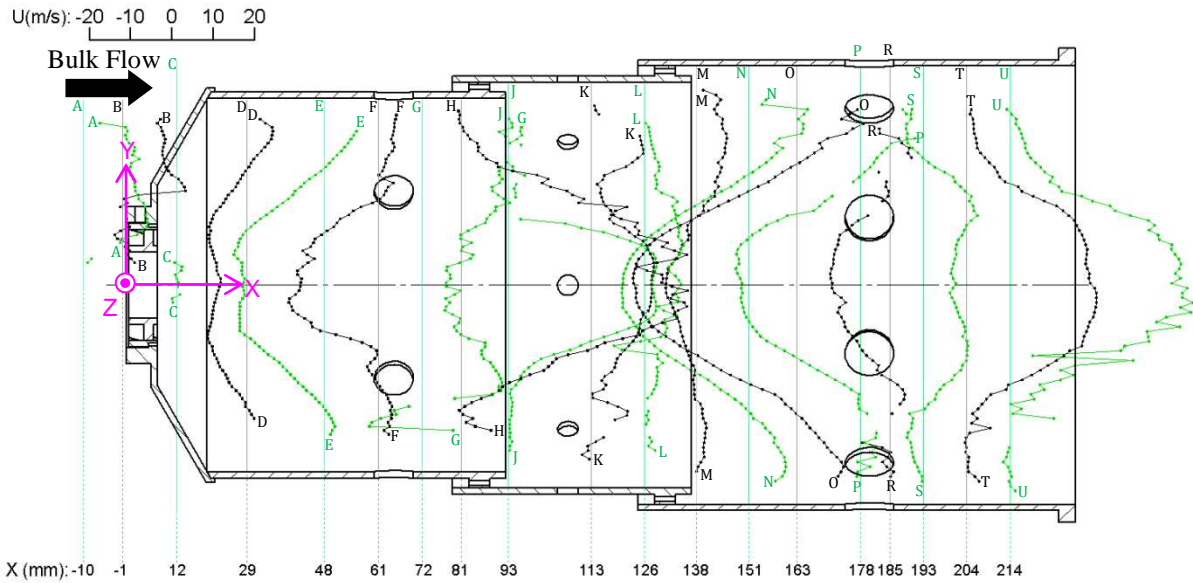 U(m/s): -20 -10 0 10 20
Bulk Flow
C
A B D E F F G H J K L M N O P R S T U
A B D E J G K L M N O R P S T U
Y
A B C
X
Z
C
D E F G H J K L M N O P R S T U
X (mm): -10 -1 12 29 48 61 72 81 93 113 126 138 151 163 178 185 193 204 214